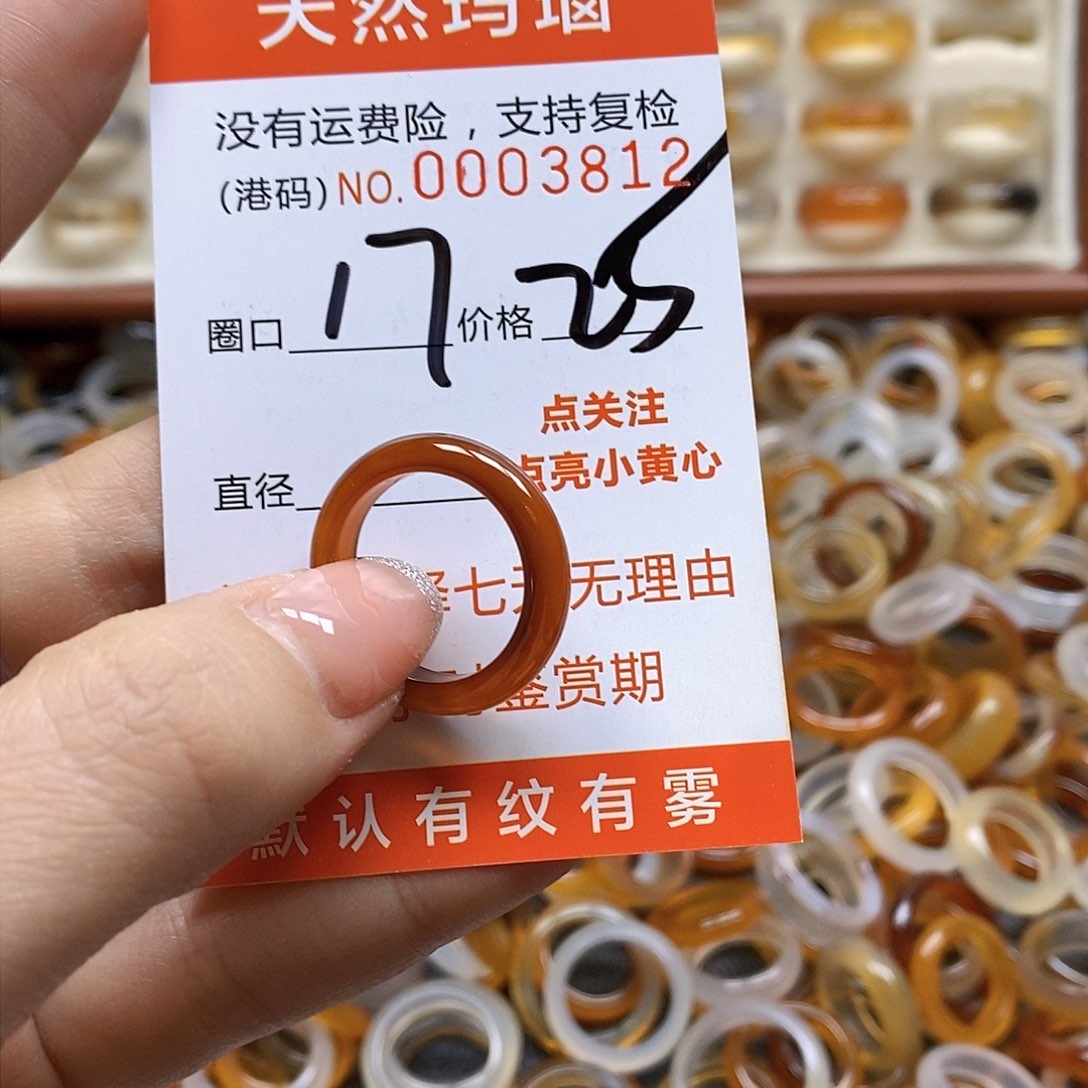 天然玛瑙
没有运费险，支持复检
(港码) NO. 0003812
圈口 17 价格 25
点关注
点亮小黄心
七天无理由
鉴赏期
默认有纹有雾